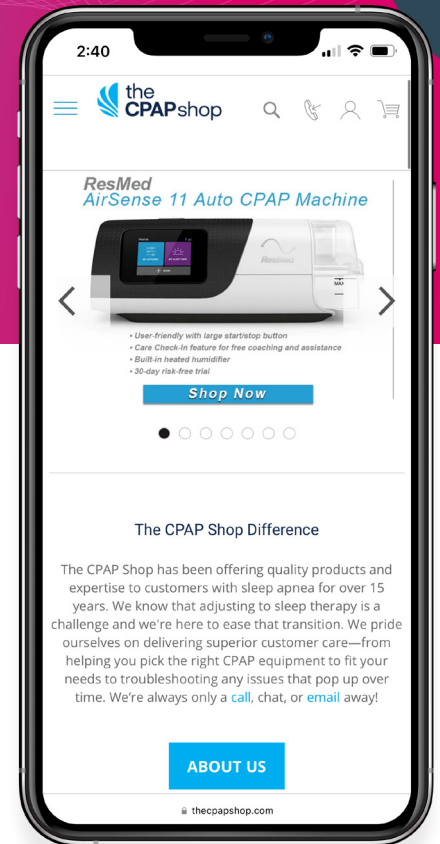 2:40
the
CPAPshop
ResMed
AirSense 11 Auto CPAP Machine
ResMed
MAX
• User-friendly with large start/stop button
• Care Check-In feature for free coaching and assistance
• Built-in heated humidifier
• 30-day risk-free trial
Shop Now
The CPAP Shop Difference
The CPAP Shop has been offering quality products and
expertise to customers with sleep apnea for over 15
years. We know that adjusting to sleep therapy is a
challenge and we're here to ease that transition. We pride
ourselves on delivering superior customer care—from
helping you pick the right CPAP equipment to fit your
needs to troubleshooting any issues that pop up over
time. We're always only a call, chat, or email away!
ABOUT US
thecpapshop.com